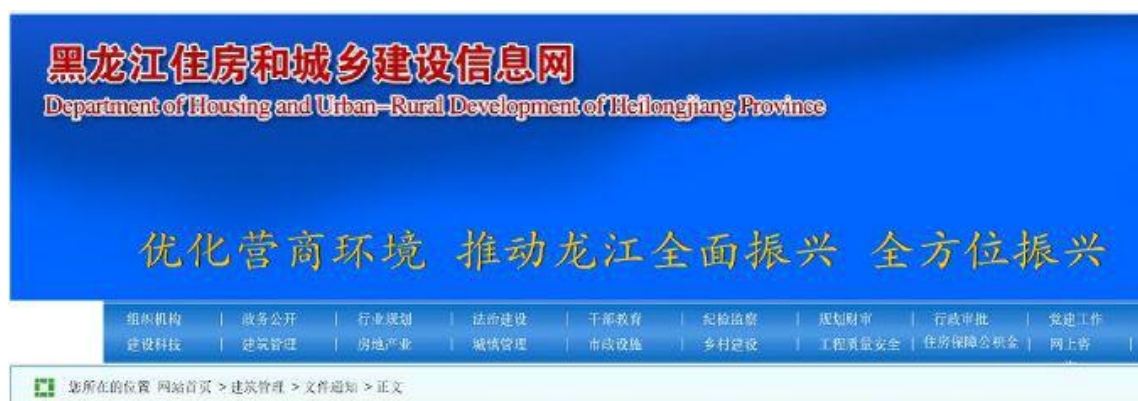 黑龙江住房和城乡建设信息网
Department of Housing and Urban-Rural Development of Heilongjiang Province
优化营商环境 推动龙江全面振兴 全方位振兴
组织机构 | 政务公开 | 行业规划 | 法治建设 | 干部教育 | 纪检监察 | 规划财审 | 行政审批 | 党建工作
建设科技 | 建筑管理 | 房地产业 | 城镇管理 | 市政设施 | 乡村建设 | 工程质量安全 | 住房保障公积金 | 网上咨 |
您所在的位置 网站首页 > 建筑管理 > 文件通知 > 正文